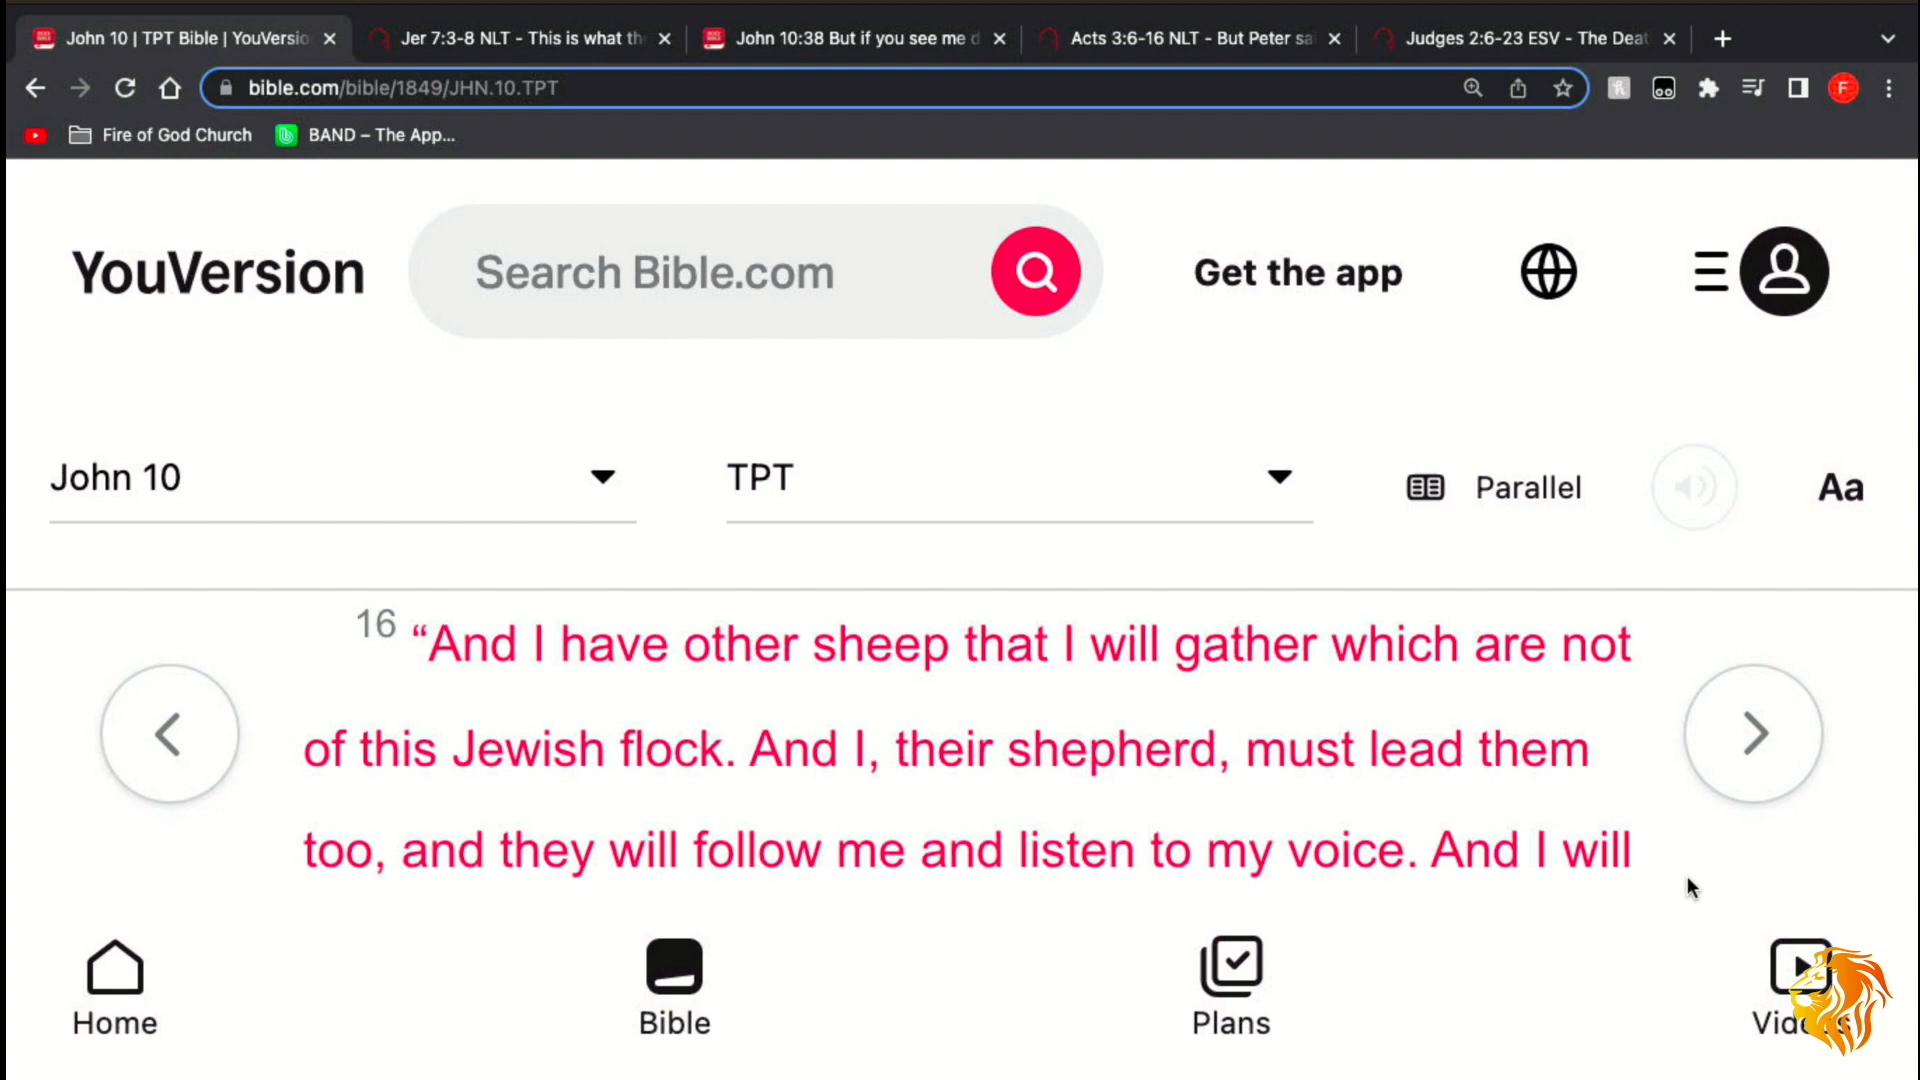 John 10 | TPT Bible | YouVersio
Jer 7:3-8 NLT - This is what th
John 10:38 But if you see me d
Acts 3:6-16 NLT - But Peter sa
Judges 2:6-23 ESV - The Deat
bible.com/bible/1849/JHN.10.TPT
F
Fire of God Church
BAND – The App...
YouVersion
Search Bible.com
Get the app
John 10
TPT
Parallel
Aa
16 “And I have other sheep that I will gather which are not
of this Jewish flock. And I, their shepherd, must lead them
too, and they will follow me and listen to my voice. And I will
Home
Bible
Plans
Videos